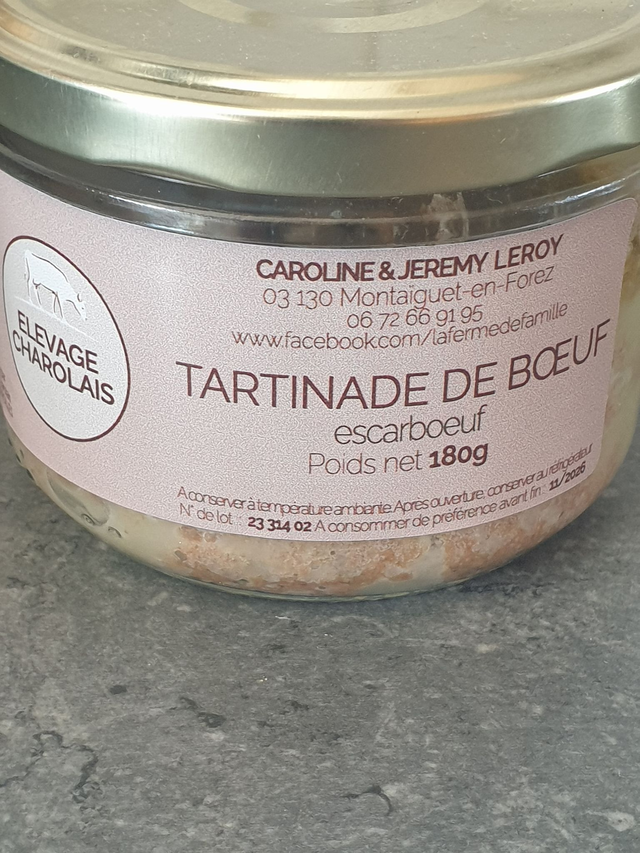 ELEVAGE
CHAROLAIS
CAROLINE & JEREMY LEROY
03 130 Montaïguet-en-Forez
06 72 66 91 95
www.facebook.com/lafermedefamille
TARTINADE DE BŒUF
escarboeuf
Poids net 180g
A conserver à température ambiante. Après ouverture, conserver au réfrigérateur
N° de lot : 23 314 02 A consommer de préférence avant fin : 11/2026